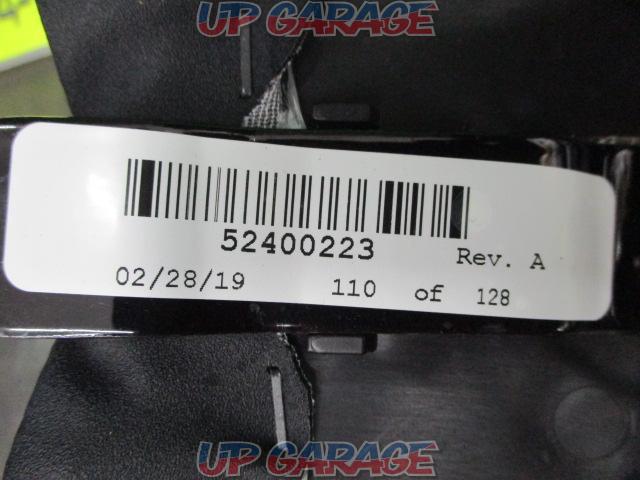 UP GARAGE
52400223
Rev. A
02/28/19 110 of 128
UP GARAGE